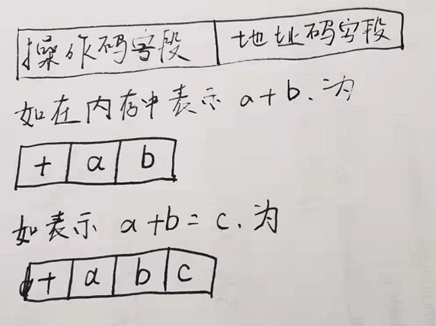 操作码字段 地址码字段
如在内存中表示 a+b.为
+ a b
如表示 a+b=c.为
+ a b c